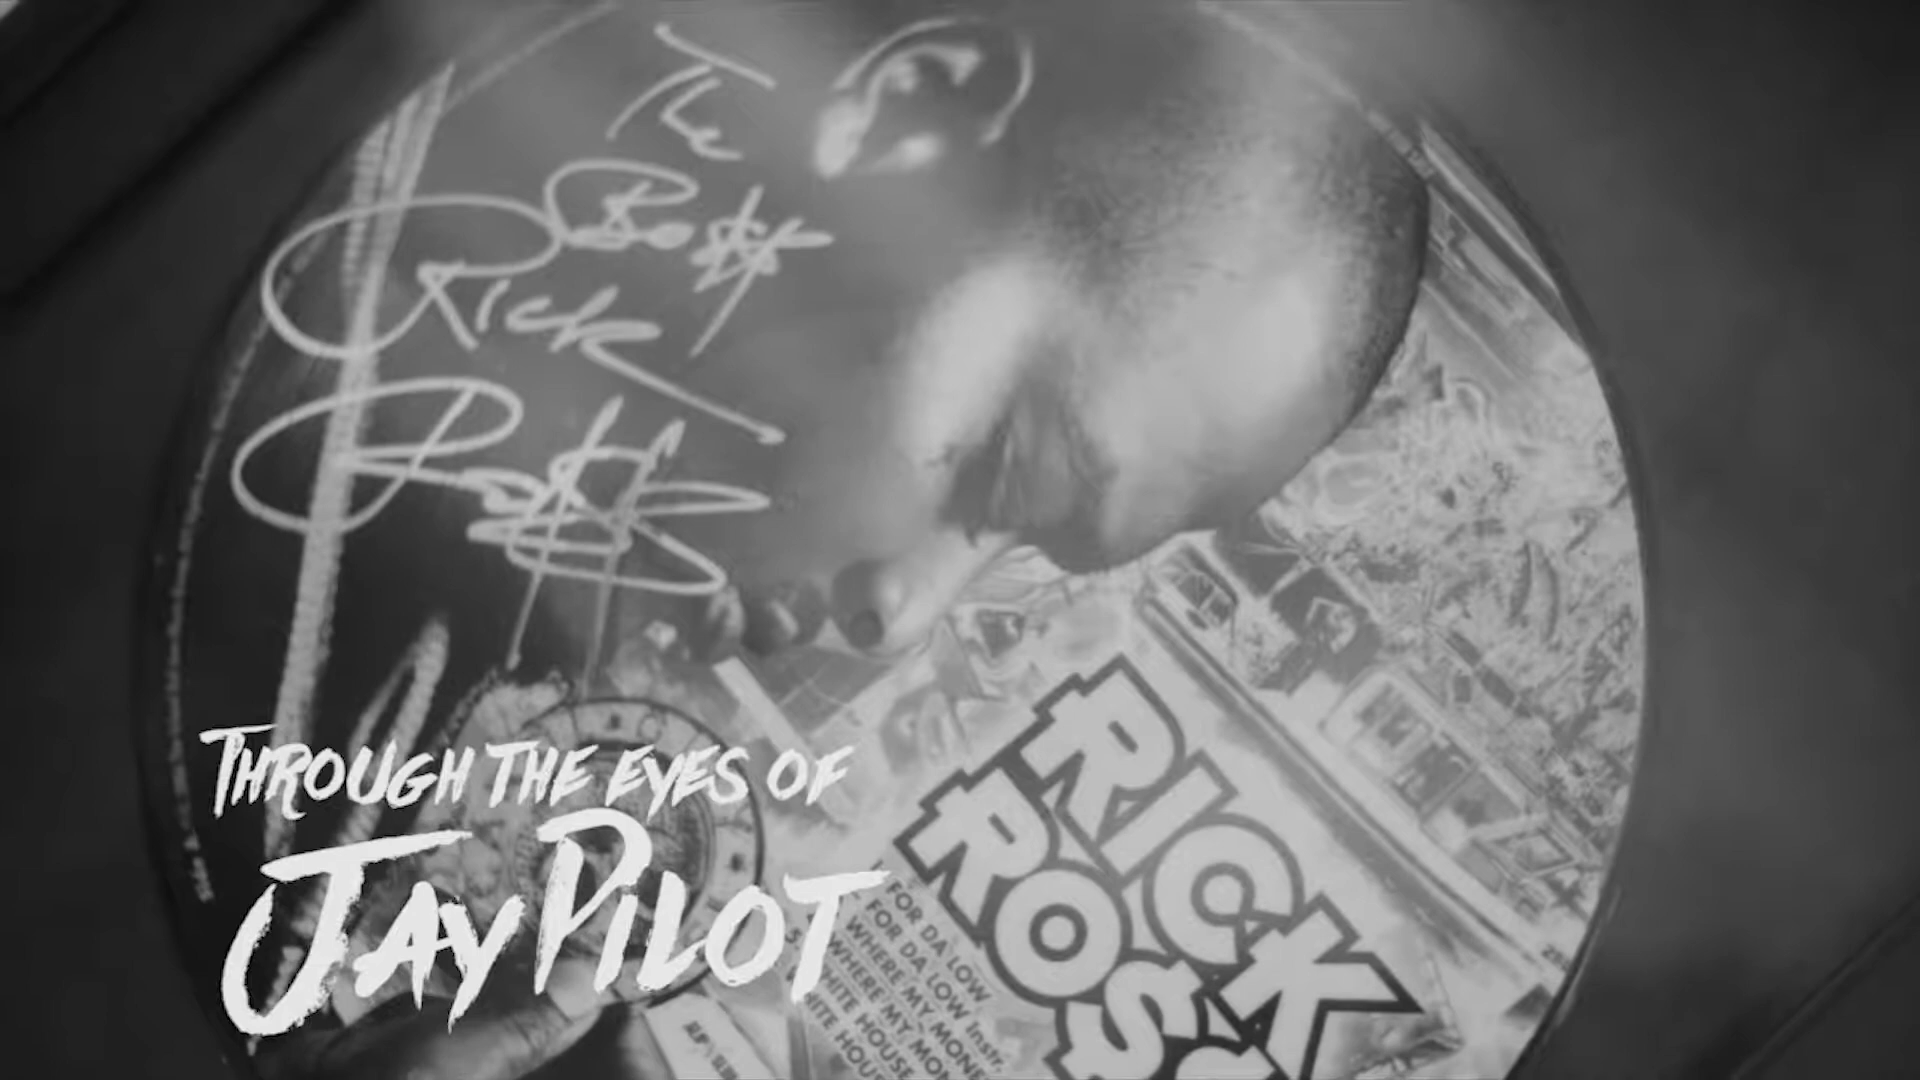 The
Boss
Rick
Ross
THROUGH THE EYES OF
JAY PILOT
RICK
ROSS
FOR DA LOW
FOR DA LOW Instr.
WHERE MY MONEY
WHERE MY MONEY
WHITE HOUSE
WHITE HOUSE